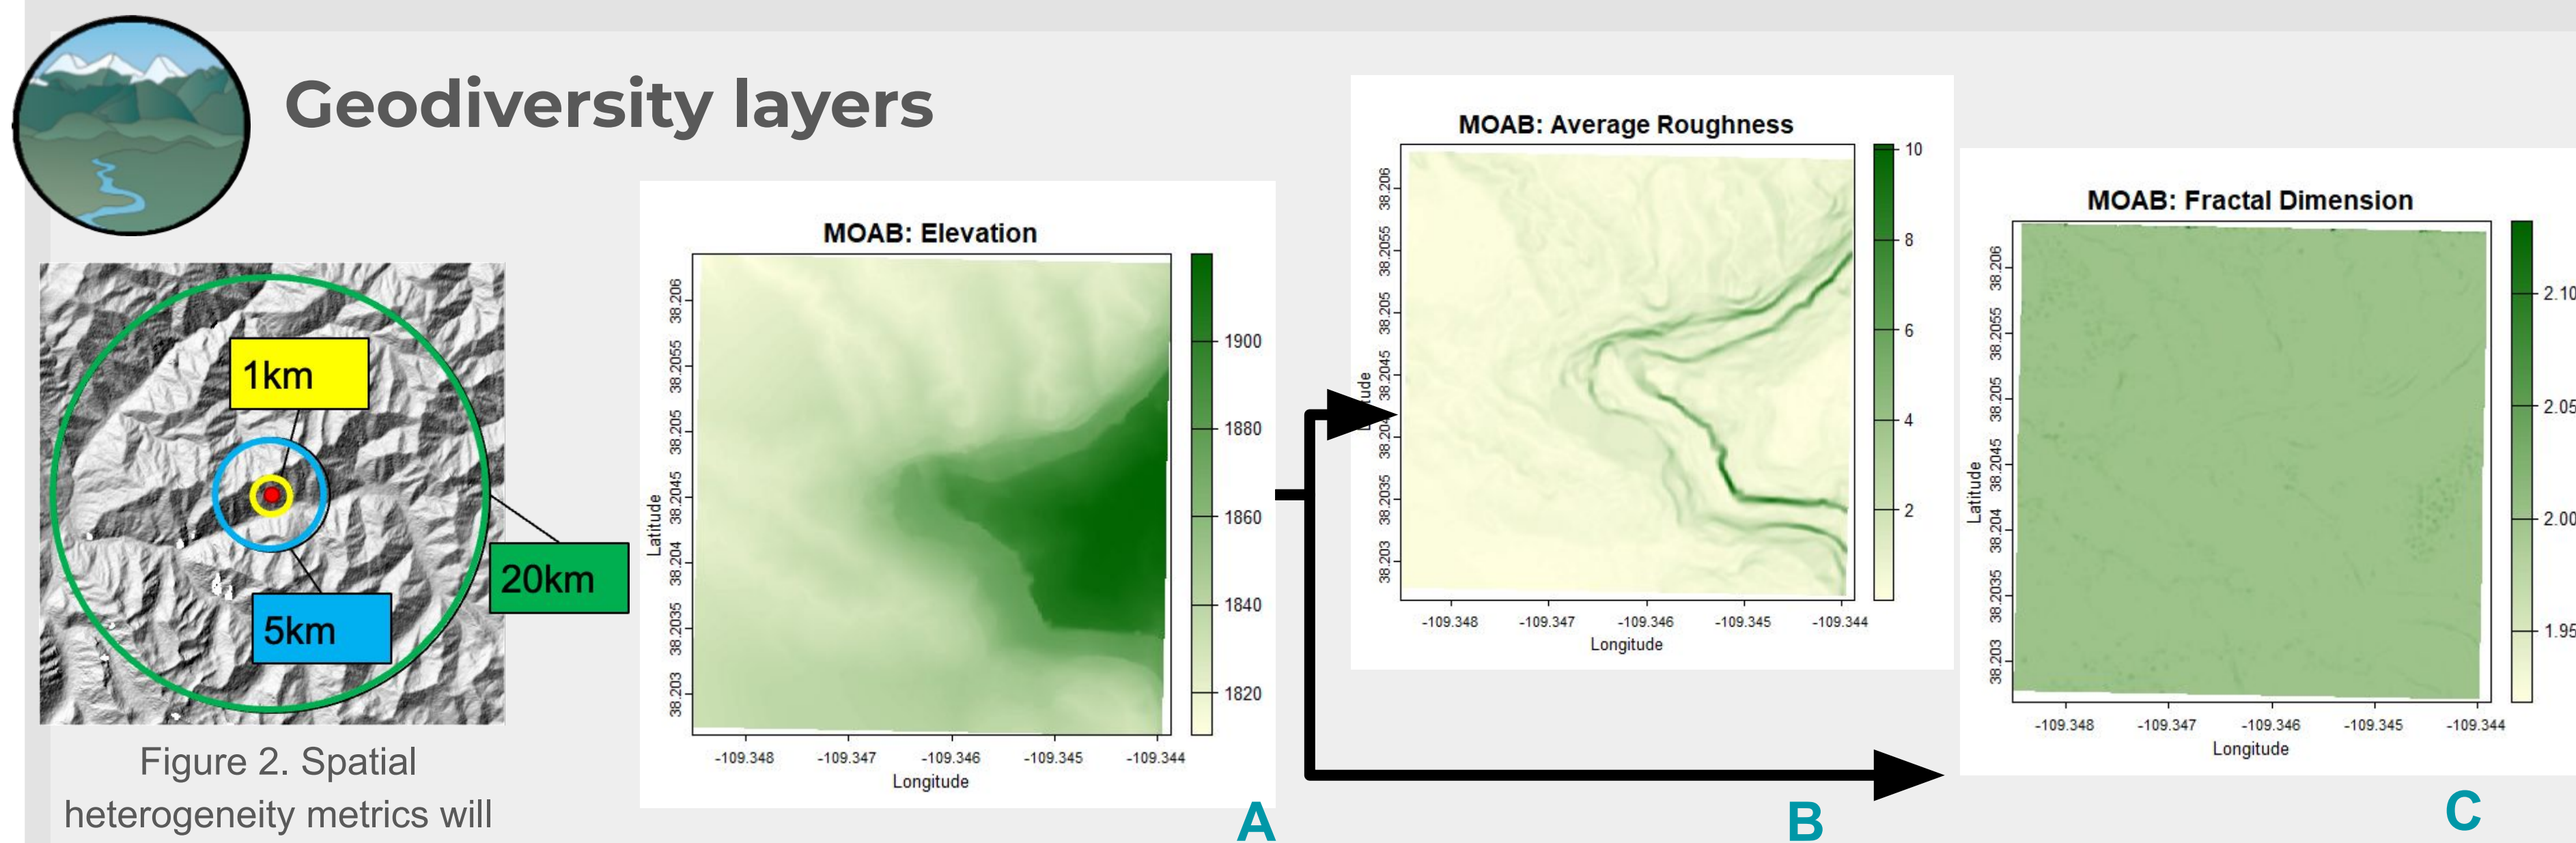 Geodiversity layers
1km
5km
20km
Figure 2. Spatial
heterogeneity metrics will
MOAB: Elevation
38.206
38.2055
38.205
38.2045
38.204
38.2035
38.203
Latitude
-109.348 -109.347 -109.346 -109.345 -109.344
Longitude
1900
1880
1860
1840
1820
A
MOAB: Average Roughness
38.206
38.2055
38.205
38.2045
38.204
38.2035
38.203
-109.348 -109.347 -109.346 -109.345 -109.344
Longitude
10
8
6
4
2
B
MOAB: Fractal Dimension
38.206
38.2055
38.205
38.2045
38.204
38.2035
38.203
Latitude
-109.348 -109.347 -109.346 -109.345 -109.344
Longitude
2.10
2.05
2.00
1.95
C